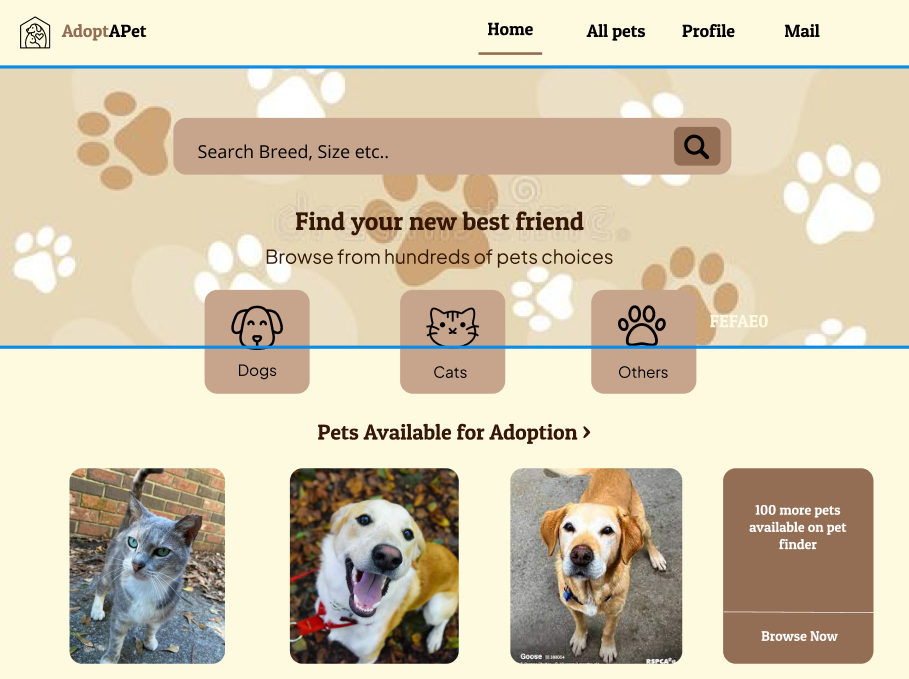 AdoptAPet
Home
All pets
Profile
Mail
Search Breed, Size etc..
Find your new best friend
Browse from hundreds of pets choices
FEFAE0
Dogs
Cats
Others
Pets Available for Adoption >
100 more pets
available on pet
finder
Browse Now
Goose
RSPCA